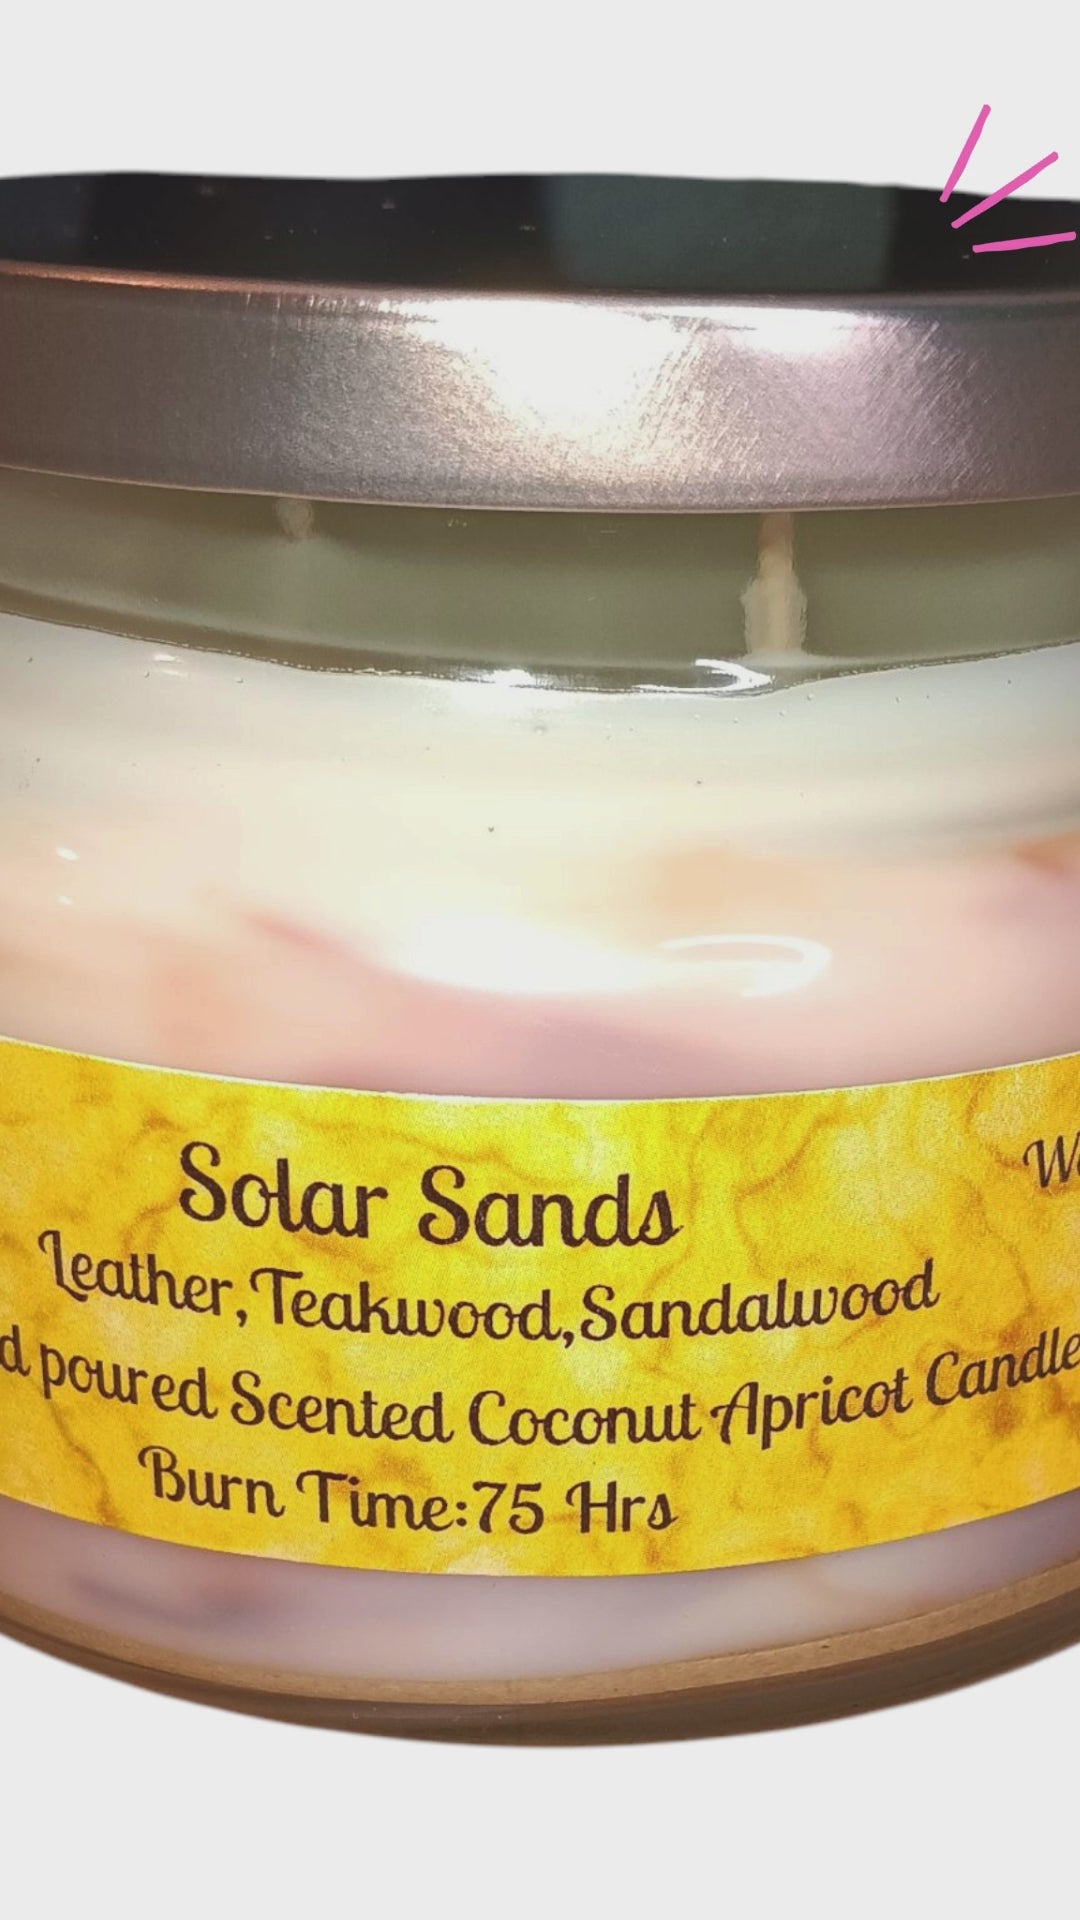 Solar Sands
Leather, Teakwood, Sandalwood
poured Scented Coconut Apricot Candle
Burn Time:75 Hrs